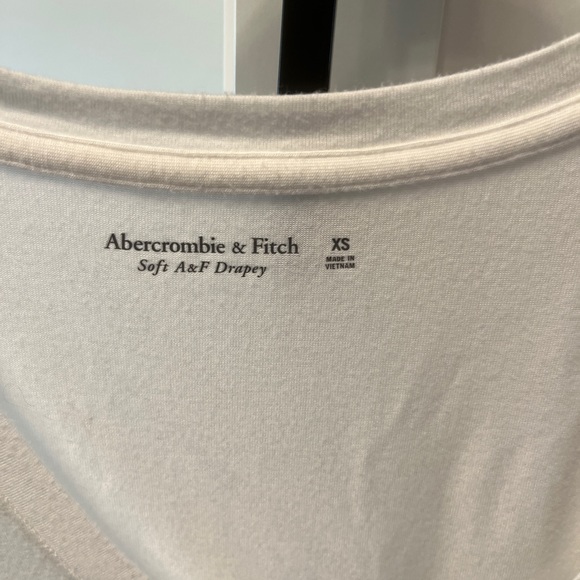 Abercrombie & Fitch
Soft A&F Drapey
XS
MADE IN
VIETNAM